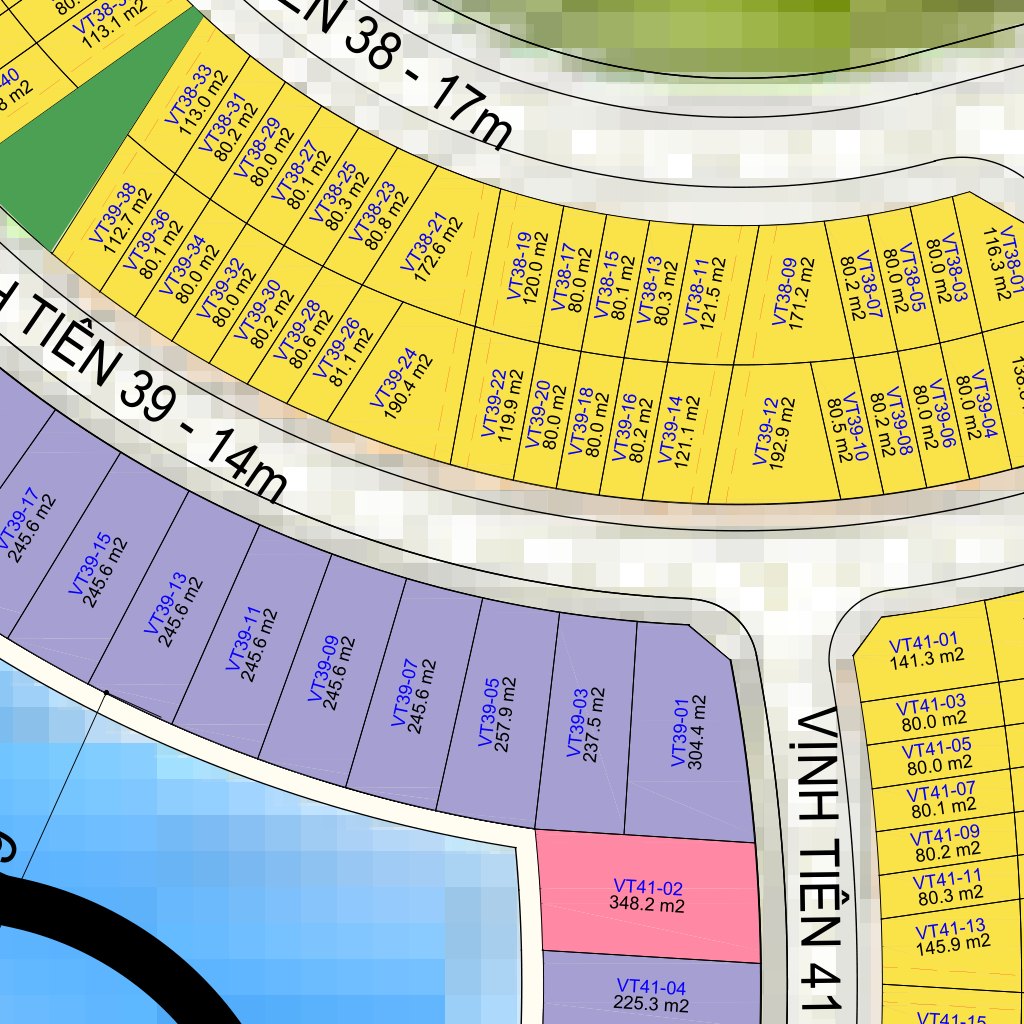 113.1 m2
ÊN 38 - 17m
VT38-33
113.0 m2
VT38-31
80.2 m2
VT38-29
80.0 m2
VT38-27
80.1 m2
VT38-25
80.3 m2
VT38-23
80.8 m2
VT38-21
172.6 m2
VT38-19
120.0 m2
VT38-17
80.0 m2
VT38-15
80.1 m2
VT38-13
80.3 m2
VT38-11
121.5 m2
VT38-09
171.2 m2
VT38-07
80.2 m2
VT38-05
80.0 m2
VT38-03
80.0 m2
VT38-01
116.3 m2
VT39-38
112.7 m2
VT39-36
80.1 m2
VT39-34
80.0 m2
VT39-32
80.0 m2
VT39-30
80.2 m2
VT39-28
80.6 m2
VT39-26
81.1 m2
VT39-24
190.4 m2
VT39-22
119.9 m2
VT39-20
80.0 m2
VT39-18
80.0 m2
VT39-16
80.2 m2
VT39-14
121.1 m2
VT39-12
192.9 m2
VT39-10
80.5 m2
VT39-08
80.2 m2
VT39-06
80.0 m2
VT39-04
80.0 m2
H TIÊN 39 - 14m
VT39-17
245.6 m2
VT39-15
245.6 m2
VT39-13
245.6 m2
VT39-11
245.6 m2
VT39-09
245.6 m2
VT39-07
245.6 m2
VT39-05
257.9 m2
VT39-03
237.5 m2
VT39-01
304.4 m2
VT41-02
348.2 m2
VT41-04
225.3 m2
VỊNH TIÊN 41
VT41-01
141.3 m2
VT41-03
80.0 m2
VT41-05
80.0 m2
VT41-07
80.1 m2
VT41-09
80.2 m2
VT41-11
80.3 m2
VT41-13
145.9 m2
VT41-15